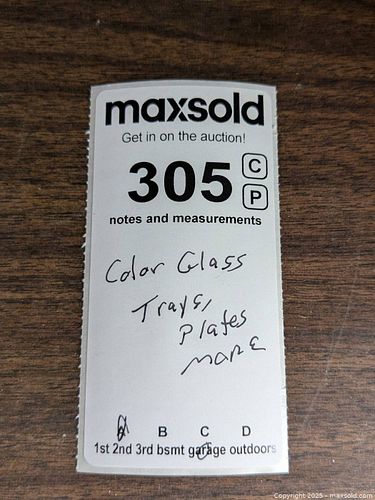 maxsold
Get in on the auction!
305 C
P
notes and measurements
Color Glass
Trays,
Plates
more
A B C D
1st 2nd 3rd bsmt garage outdoors
Copyright 2025 - maxsold.com